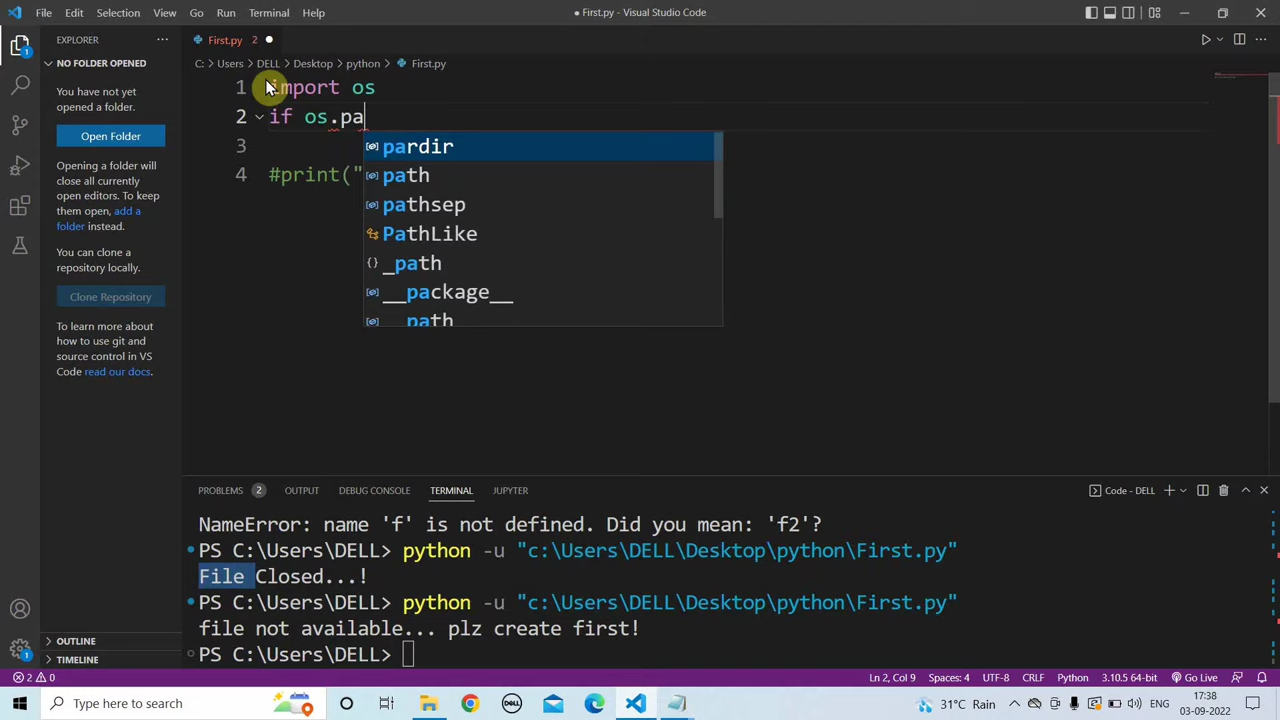 File Edit Selection View Go Run Terminal Help
● First.py - Visual Studio Code
EXPLORER
First.py 2
NO FOLDER OPENED
C: > Users > DELL > Desktop > python > First.py
You have not yet
opened a folder.
Open Folder
Opening a folder will
close all currently
open editors. To keep
them open, add a
folder instead.
You can clone a
repository locally.
Clone Repository
To learn more about
how to use git and
source control in VS
Code read our docs.
1 import os
2 if os.pa
3
4 #print("
pardir
path
pathsep
PathLike
_path
__package__
__path__
PROBLEMS 2 OUTPUT DEBUG CONSOLE TERMINAL JUPYTER
Code - DELL
NameError: name 'f' is not defined. Did you mean: 'f2'?
PS C:\Users\DELL> python -u "c:\Users\DELL\Desktop\python\First.py"
File Closed...!
PS C:\Users\DELL> python -u "c:\Users\DELL\Desktop\python\First.py"
file not available... plz create first!
PS C:\Users\DELL>
OUTLINE
TIMELINE
1
1
2 0
Ln 2, Col 9 Spaces: 4 UTF-8 CRLF Python 3.10.5 64-bit Go Live
Type here to search
DELL
31°C Rain
ENG
17:38
03-09-2022